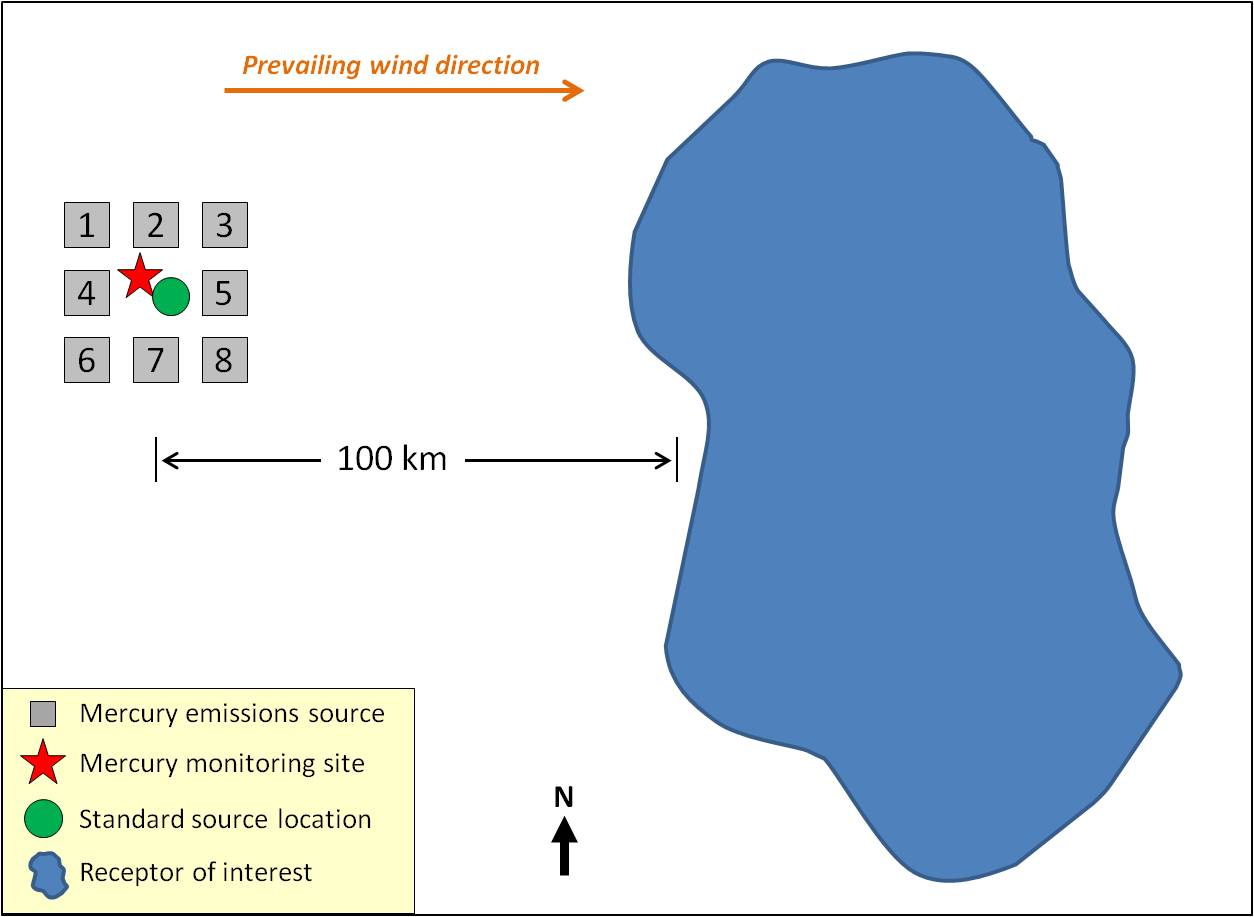 Prevailing wind direction
1 2 3
4 5
6 7 8
100 km
Mercury emissions source
Mercury monitoring site
Standard source location
Receptor of interest
N